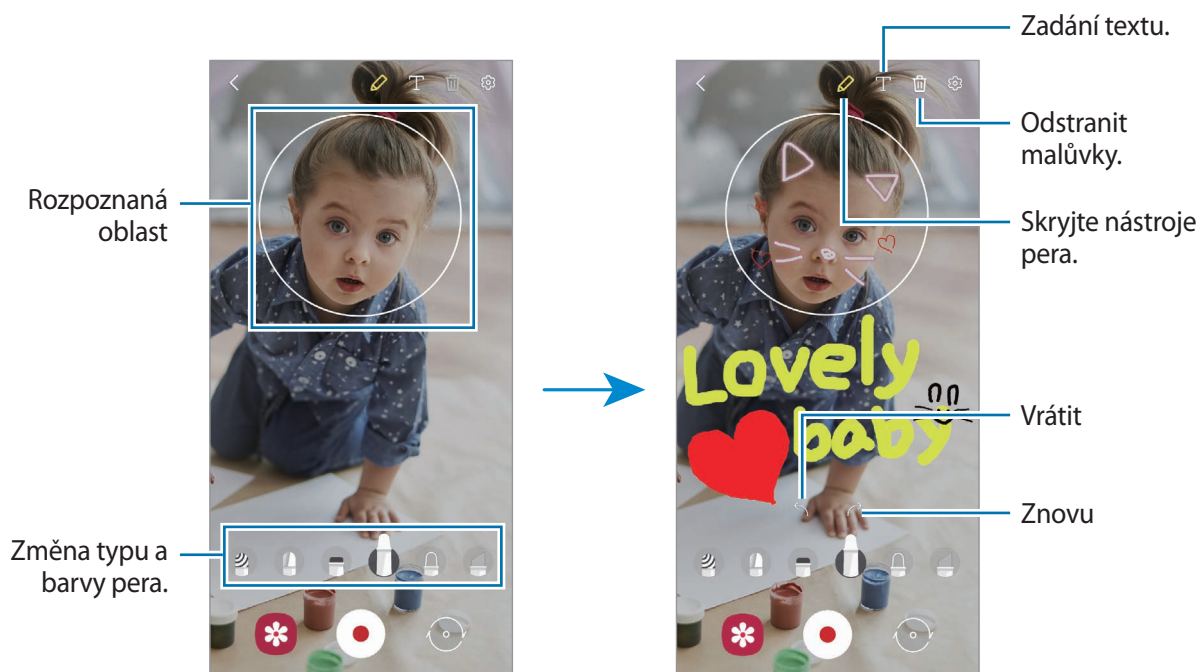 Zadání textu.
Odstranit
malůvky.
Rozpoznaná
oblast
Skryjte nástroje
pera.
Lovely
baby
Vrátit
Znovu
Změna typu a
barvy pera.